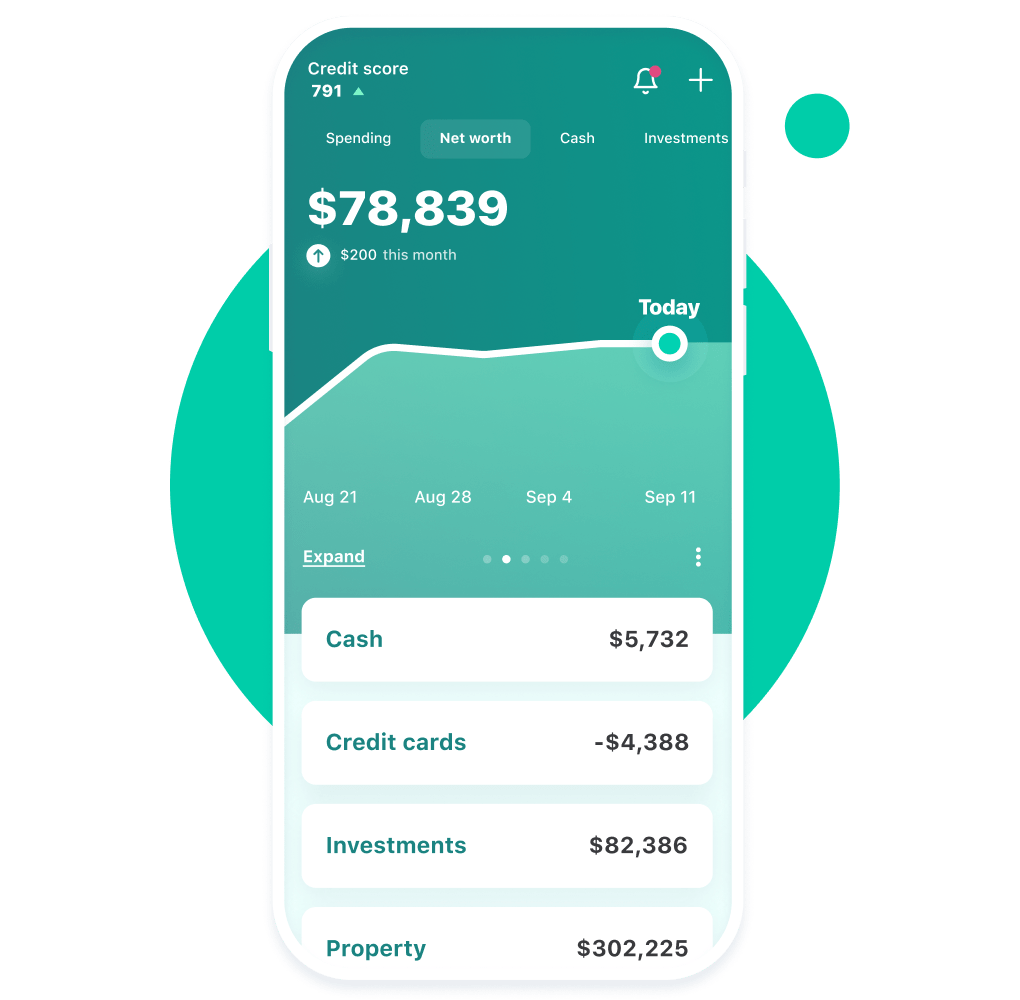 Credit score
791
Spending Net worth Cash Investments
$78,839
$200 this month
Today
Aug 21 Aug 28 Sep 4 Sep 11
Expand
Cash $5,732
Credit cards -$4,388
Investments $82,386
Property $302,225